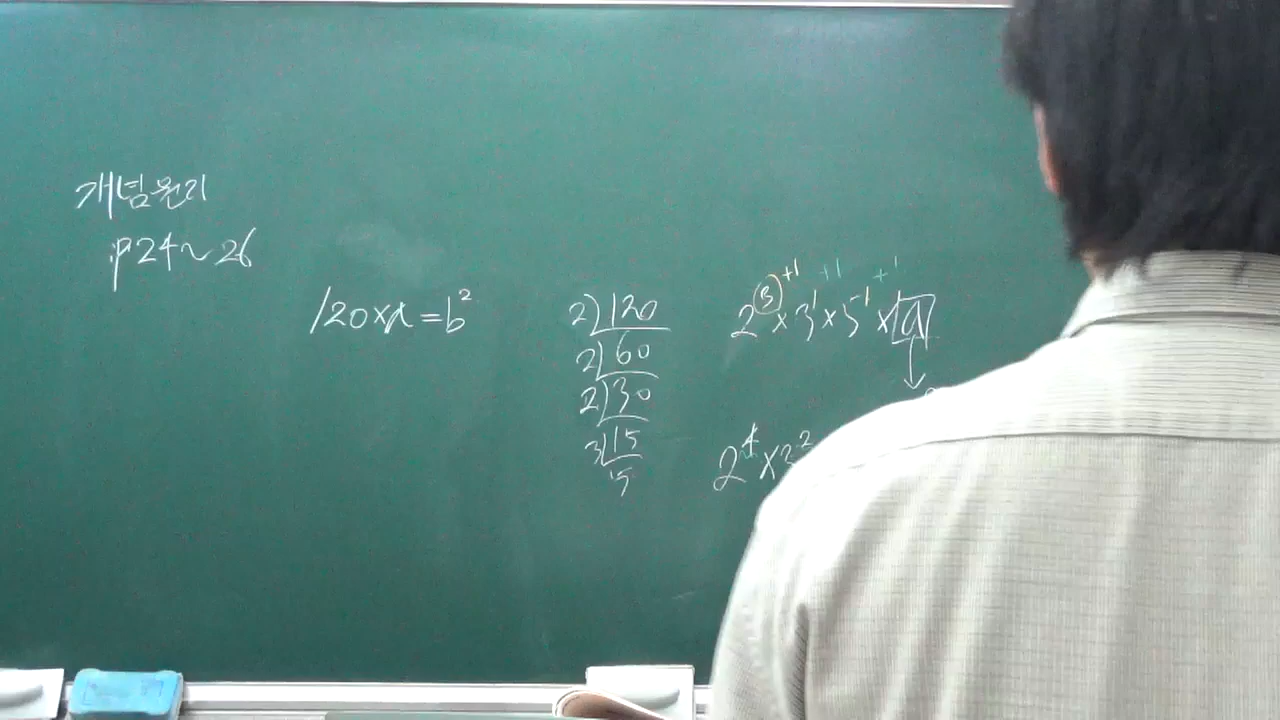 개념원리
p24~26
120×a=b²
2)120
2)60
2)30
3)15
5
+1 +1 +1
2³×3¹×5¹×a
2⁴×3²